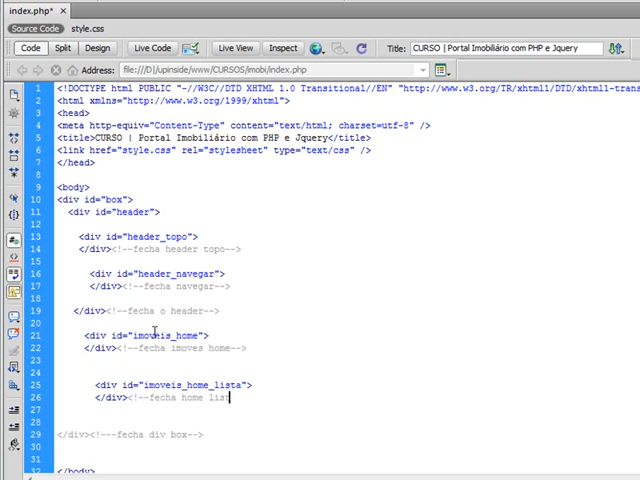 index.php* ×
Source Code style.css
Code Split Design Live Code Live View Inspect Title: CURSO | Portal Imobiliário com PHP e Jquery
Address: file:///D|/upinside/www/CURSOS/imobi/index.php
1 <!DOCTYPE html PUBLIC "-//W3C//DTD XHTML 1.0 Transitional//EN" "http://www.w3.org/TR/xhtml1/DTD/xhtml1-trans
2 <html xmlns="http://www.w3.org/1999/xhtml">
3 <head>
4 <meta http-equiv="Content-Type" content="text/html; charset=utf-8" />
5 <title>CURSO | Portal Imobiliário com PHP e Jquery</title>
6 <link href="style.css" rel="stylesheet" type="text/css" />
7 </head>
8
9 <body>
10 <div id="box">
11 <div id="header">
12
13 <div id="header_topo">
14 </div><!--fecha header topo-->
15
16 <div id="header_navegar">
17 </div><!--fecha navegar-->
18
19 </div><!--fecha o header-->
20
21 <div id="imoveis_home">
22 </div><!--fecha imoves home-->
23
24
25 <div id="imoveis_home_lista">
26 </div><!--fecha home list
27
28
29 </div><!---fecha div box-->
30
31
32 </body>